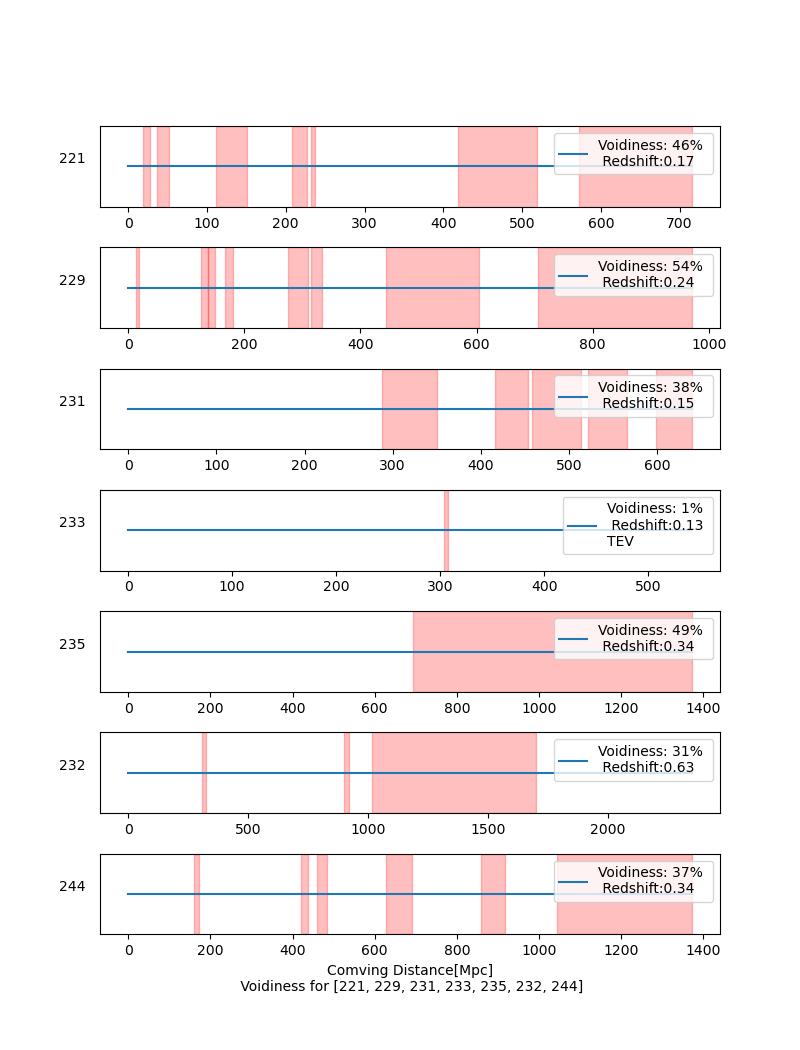 221
Voidiness: 46%
Redshift:0.17
0 100 200 300 400 500 600 700
229
Voidiness: 54%
Redshift:0.24
0 200 400 600 800 1000
231
Voidiness: 38%
Redshift:0.15
0 100 200 300 400 500 600
233
Voidiness: 1%
Redshift:0.13
TEV
0 100 200 300 400 500
235
Voidiness: 49%
Redshift:0.34
0 200 400 600 800 1000 1200 1400
232
Voidiness: 31%
Redshift:0.63
0 500 1000 1500 2000
244
Voidiness: 37%
Redshift:0.34
0 200 400 600 800 1000 1200 1400
Comving Distance[Mpc]
Voidiness for [221, 229, 231, 233, 235, 232, 244]